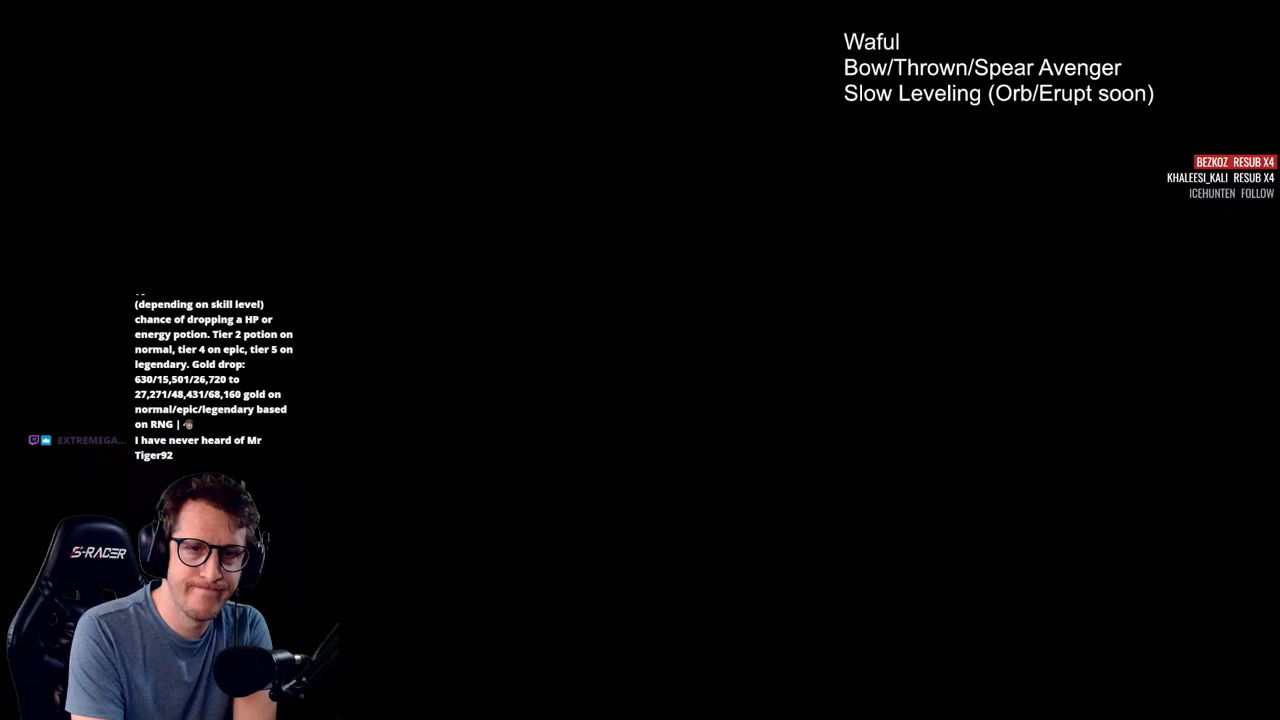 Waful
Bow/Thrown/Spear Avenger
Slow Leveling (Orb/Erupt soon)
BEZKOZ RESUB X4
KHALEESI_KALI RESUB X4
ICEHUNTEN FOLLOW
(depending on skill level)
chance of dropping a HP or
energy potion. Tier 2 potion on
normal, tier 4 on epic, tier 5 on
legendary. Gold drop:
630/15,501/26,720 to
27,271/48,431/68,160 gold on
normal/epic/legendary based
on RNG |
EXTREMEGA... I have never heard of Mr
Tiger92
S-RACER